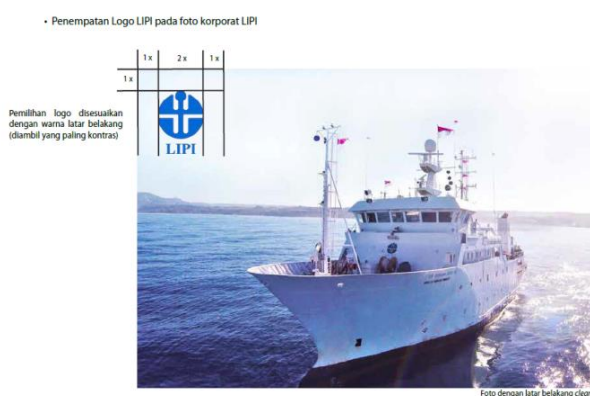 • Penempatan Logo LIPI pada foto korporat LIPI
1 x 2 x 1 x
1 x
Pemilihan logo disesuaikan
dengan warna latar belakang
(diambil yang paling kontras)
LIPI
Foto dengan latar belakang clear